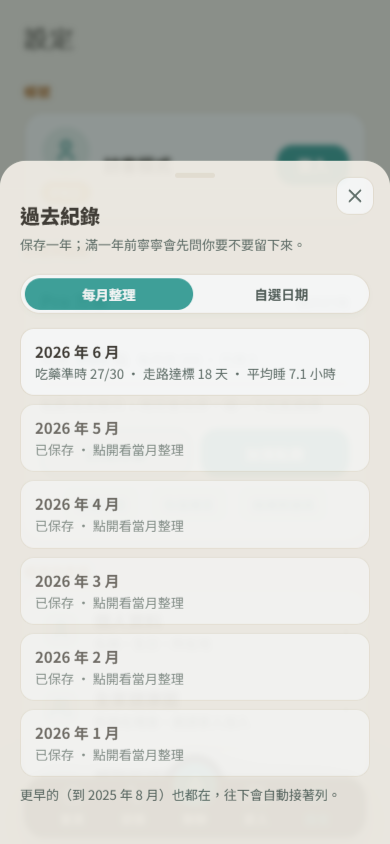 設定
過去紀錄
保存一年；滿一年前寧寧會先問你要不要留下來。
每月整理
自選日期
2026 年 6 月
吃藥準時 27/30 · 走路達標 18 天 · 平均睡 7.1 小時
2026 年 5 月
已保存 · 點開看當月整理
2026 年 4 月
已保存 · 點開看當月整理
2026 年 3 月
已保存 · 點開看當月整理
2026 年 2 月
已保存 · 點開看當月整理
2026 年 1 月
已保存 · 點開看當月整理
更早的（到 2025 年 8 月）也都在，往下會自動接著列。